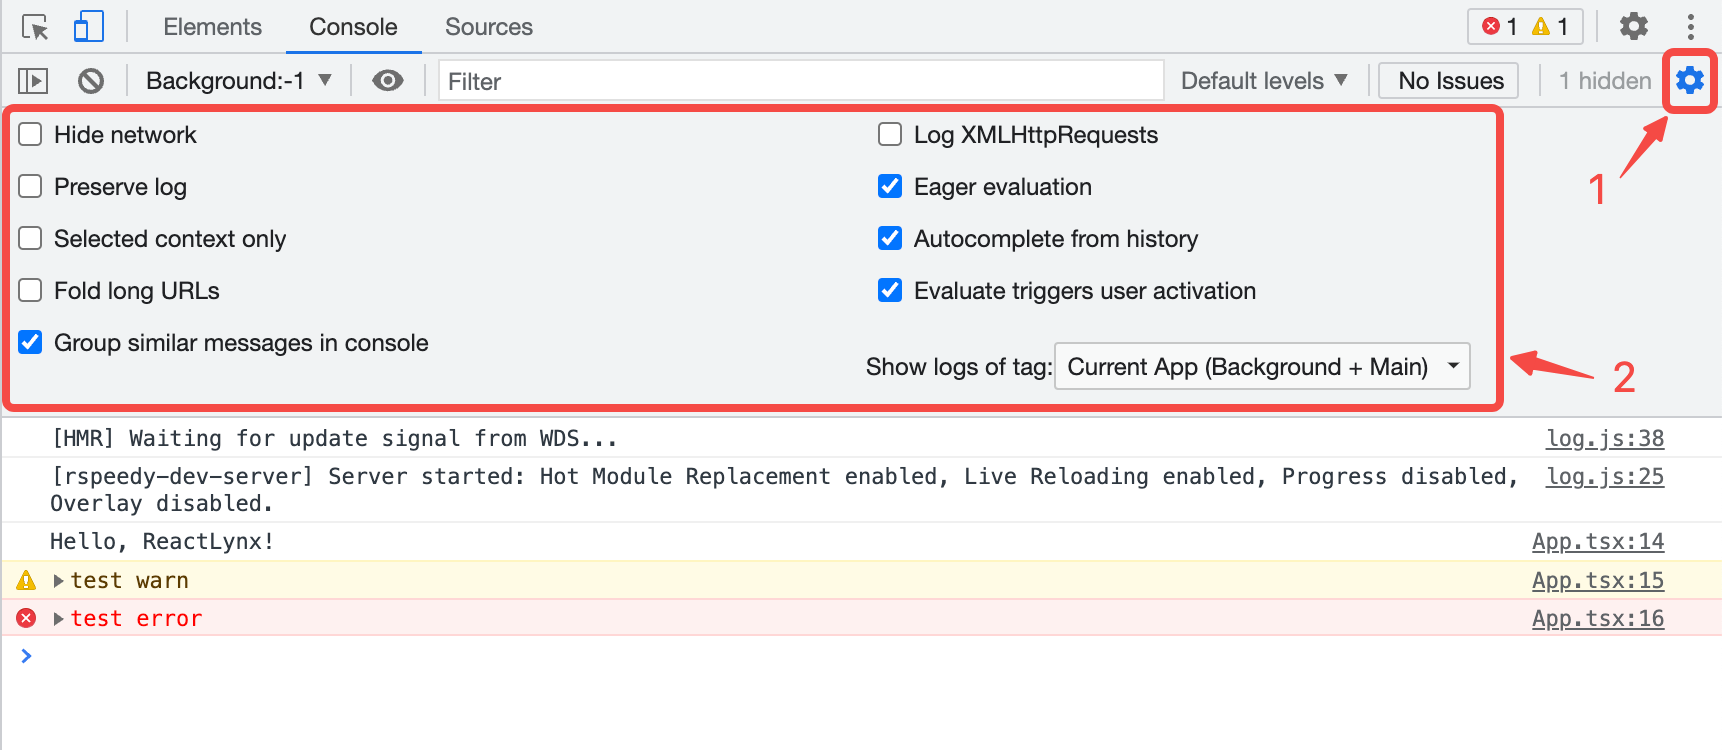 Elements Console Sources 1 1
Background:-1 Filter Default levels No Issues 1 hidden
Hide network Log XMLHttpRequests
1
Preserve log Eager evaluation
Selected context only Autocomplete from history
Fold long URLs Evaluate triggers user activation
Group similar messages in console
Show logs of tag: Current App (Background + Main)
2
[HMR] Waiting for update signal from WDS... log.js:38
[rspeedy-dev-server] Server started: Hot Module Replacement enabled, Live Reloading enabled, Progress disabled, log.js:25
Overlay disabled.
Hello, ReactLynx! App.tsx:14
test warn App.tsx:15
test error App.tsx:16